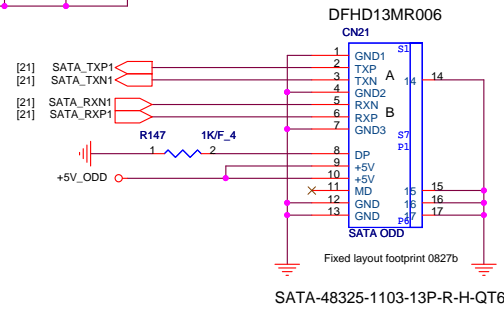 DFHD13MR006
CN21
[21] SATA_TXP1
[21] SATA_TXN1
[21] SATA_RXN1
[21] SATA_RXP1
R147 1K/F_4
1 2
+5V_ODD
1 GND1 S1
2 TXP
3 TXN A 14 14
4 GND2
5 RXN
6 RXP B
7 GND3 S7
P1
8 DP
9 +5V
10 +5V
11 MD 15 15
12 GND 16 16
13 GND P6 17 17
SATA ODD
Fixed layout footprint 0827b
SATA-48325-1103-13P-R-H-QT6